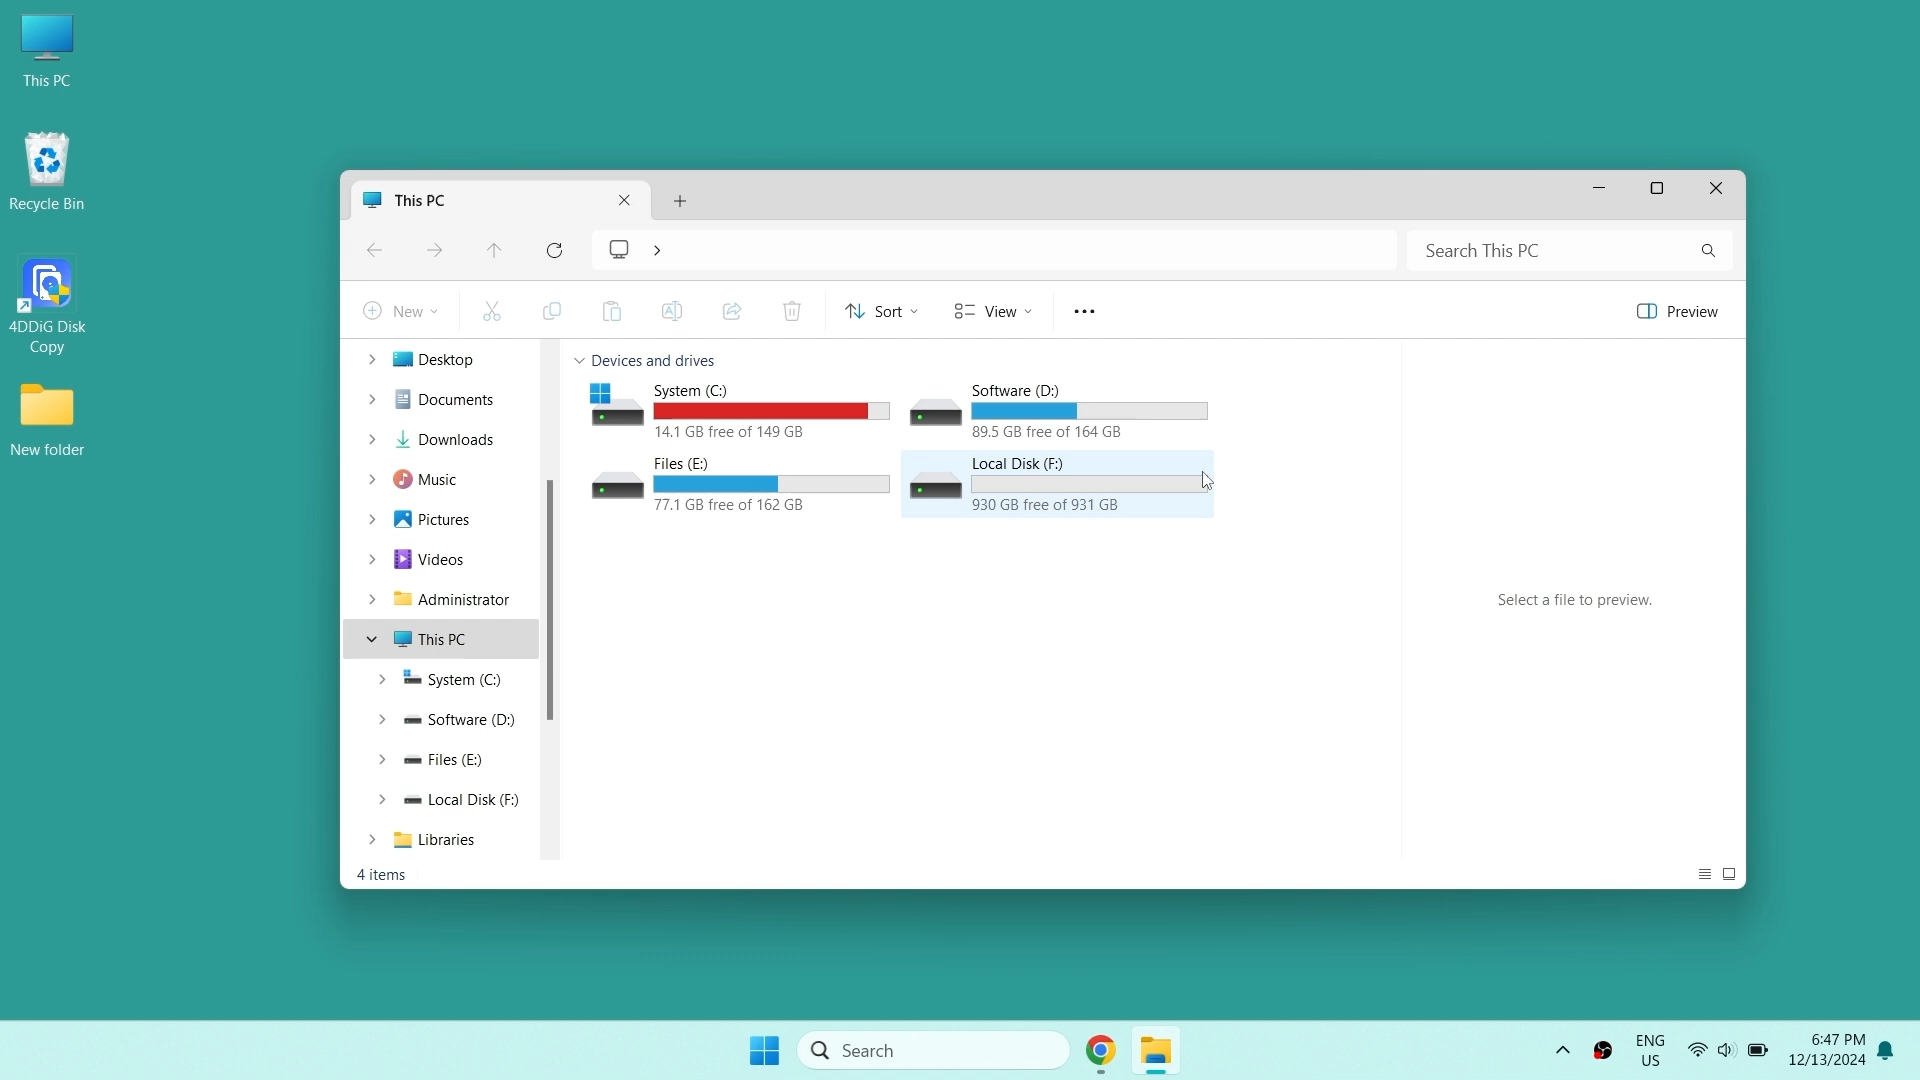 This PC
Recycle Bin
4DDiG Disk
Copy
New folder
This PC
Search This PC
New
Sort
View
Preview
Desktop
Documents
Downloads
Music
Pictures
Videos
Administrator
This PC
System (C:)
Software (D:)
Files (E:)
Local Disk (F:)
Libraries
Devices and drives
System (C:)
14.1 GB free of 149 GB
Software (D:)
89.5 GB free of 164 GB
Files (E:)
77.1 GB free of 162 GB
Local Disk (F:)
930 GB free of 931 GB
Select a file to preview.
4 items
Search
ENG
US
6:47 PM
12/13/2024